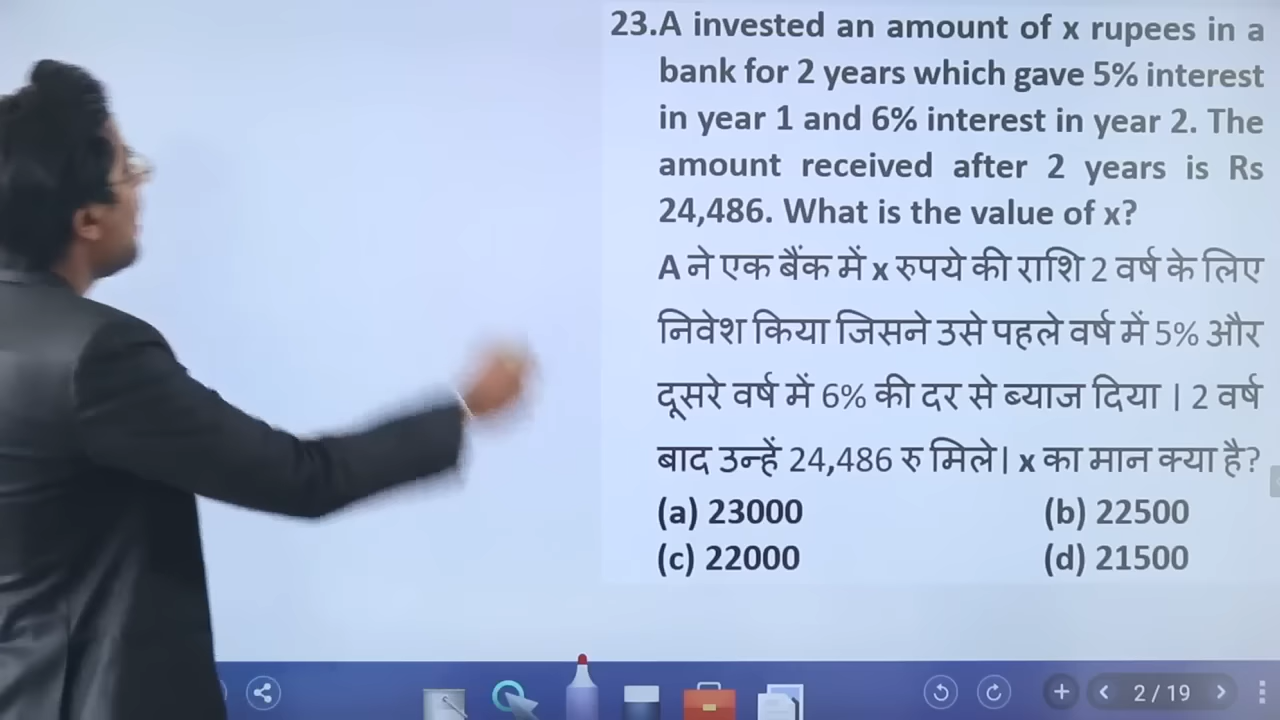 23.A invested an amount of x rupees in a
bank for 2 years which gave 5% interest
in year 1 and 6% interest in year 2. The
amount received after 2 years is Rs
24,486. What is the value of x?
A ने एक बैंक में x रुपये की राशि 2 वर्ष के लिए
निवेश किया जिसने उसे पहले वर्ष में 5% और
दूसरे वर्ष में 6% की दर से ब्याज दिया | 2 वर्ष
बाद उन्हें 24,486 रु मिले| x का मान क्या है?
(a) 23000 (b) 22500
(c) 22000 (d) 21500
2 / 19